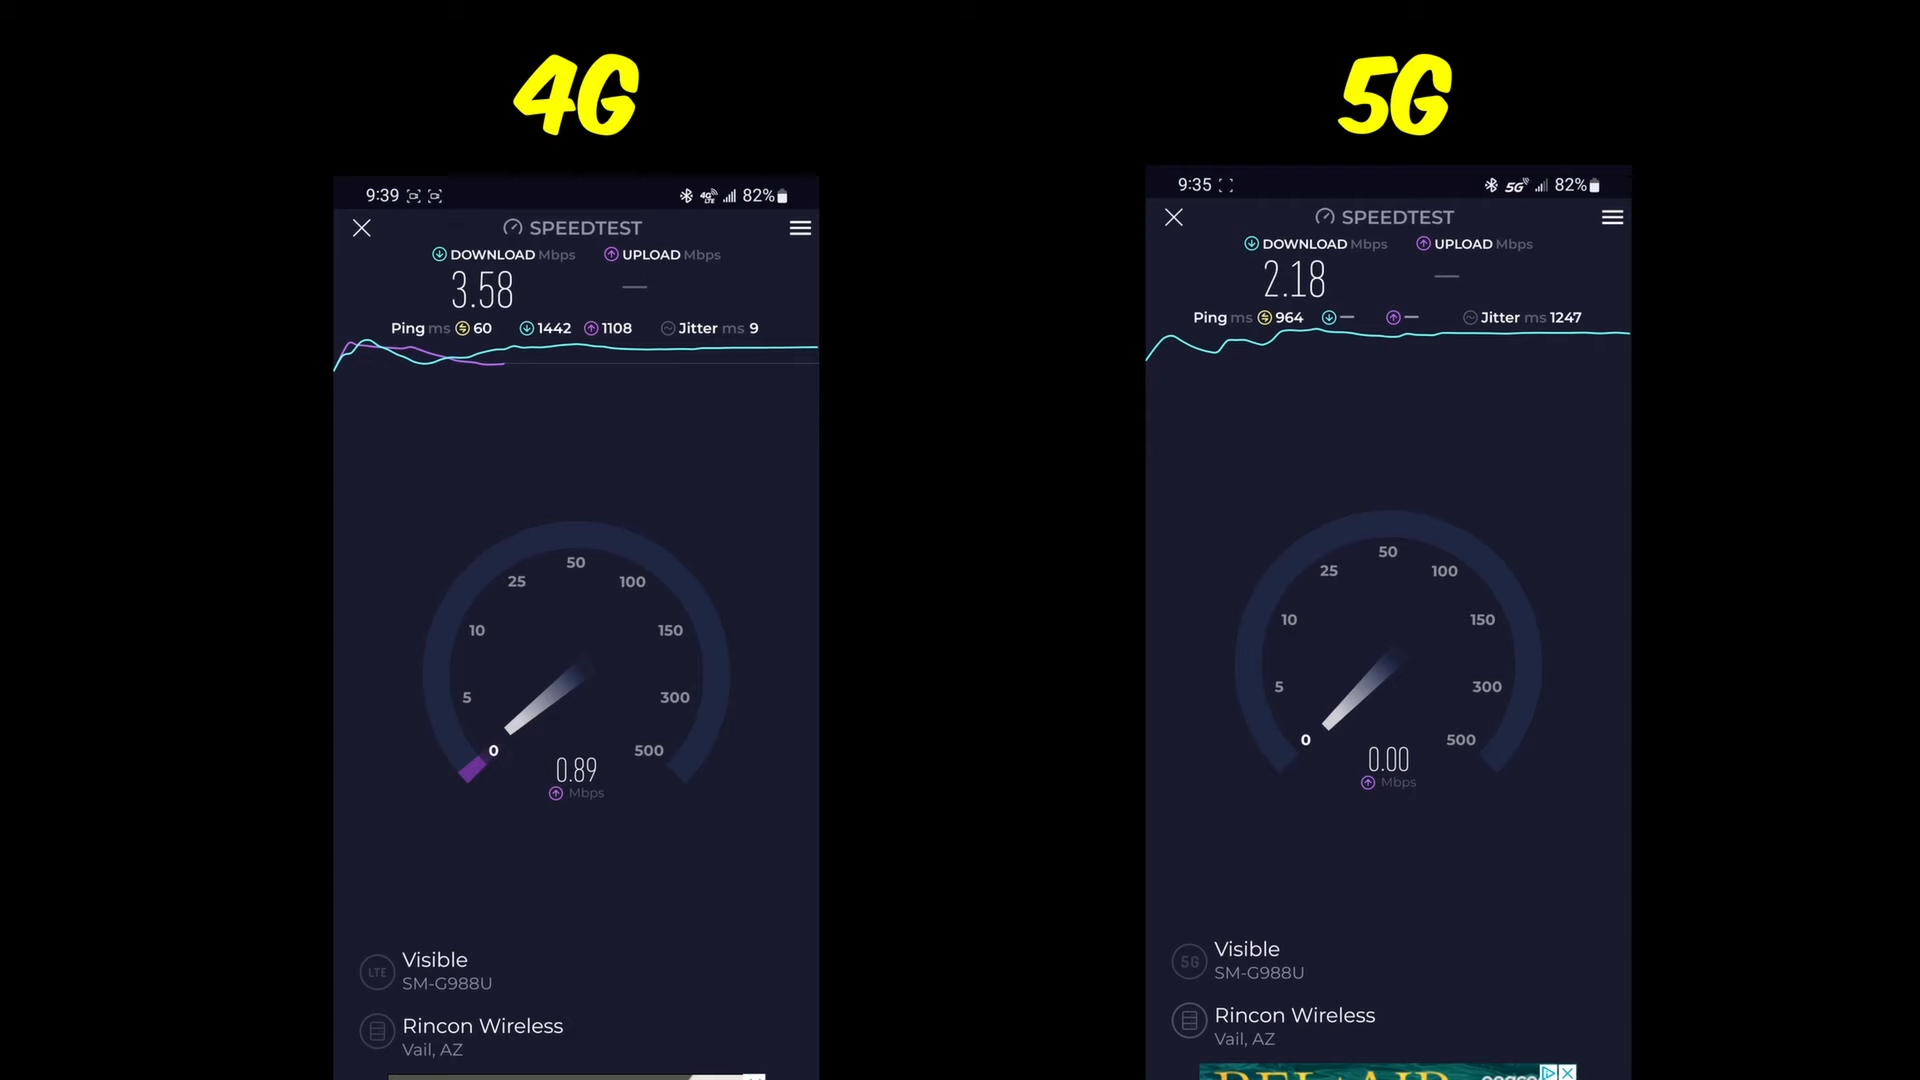 4G
9:39 4G LTE 82%
SPEEDTEST
DOWNLOAD Mbps UPLOAD Mbps
3.58 —
Ping ms 60 1442 1108 Jitter ms 9
50
25 100
10 150
5 300
0 500
0.89
Mbps
LTE Visible
SM-G988U
Rincon Wireless
Vail, AZ
5G
9:35 5G 82%
SPEEDTEST
DOWNLOAD Mbps UPLOAD Mbps
2.18 —
Ping ms 964 — — Jitter ms 1247
50
25 100
10 150
5 300
0 500
0.00
Mbps
5G Visible
SM-G988U
Rincon Wireless
Vail, AZ
BEL-AIR